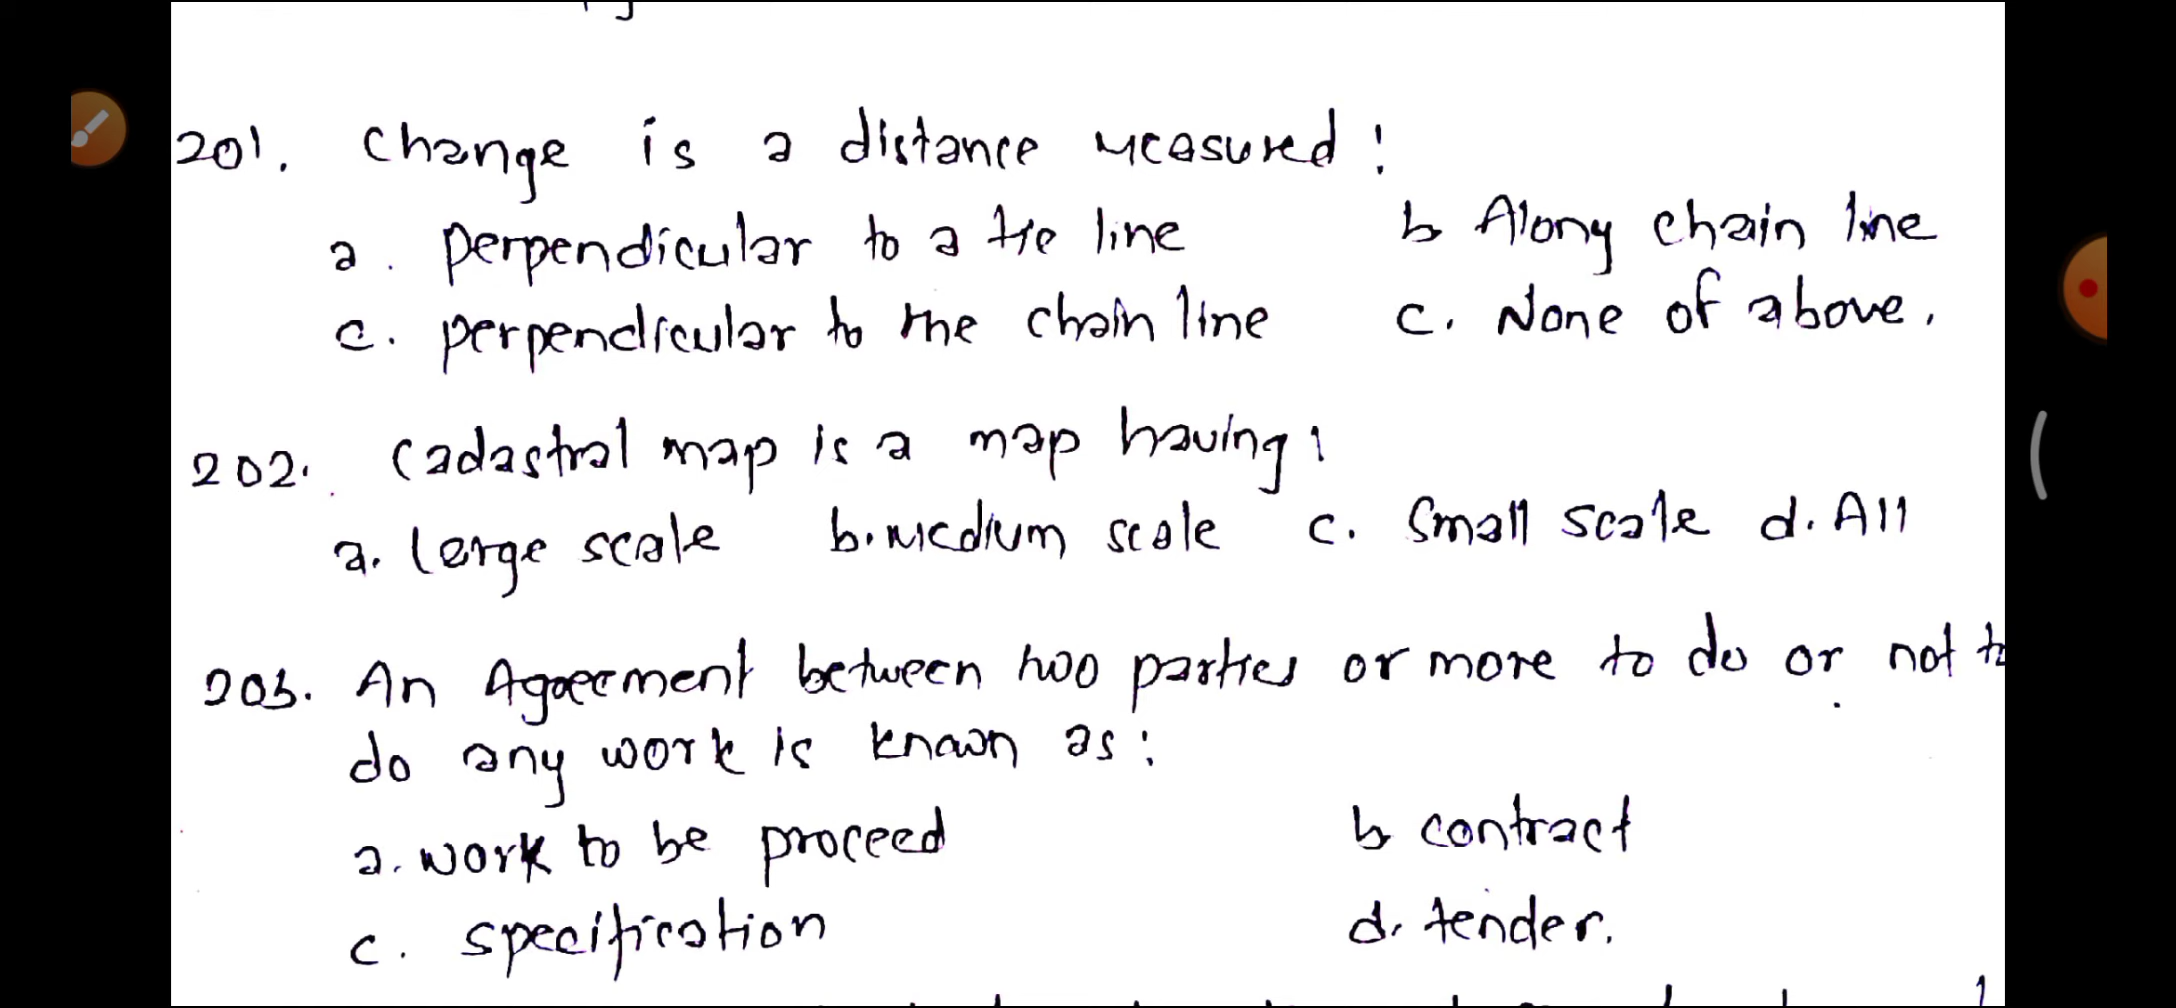 201. Change is a distance measured:
a. perpendicular to a tie line b Along chain line
c. perpendicular to the chain line c. None of above.
202. Cadastral map is a map having:
a. large scale b. medium scale c. Small scale d. All
203. An Agreement between two parties or more to do or not to
do any work is known as:
a. work to be proceed b contract
c. specification d. tender.